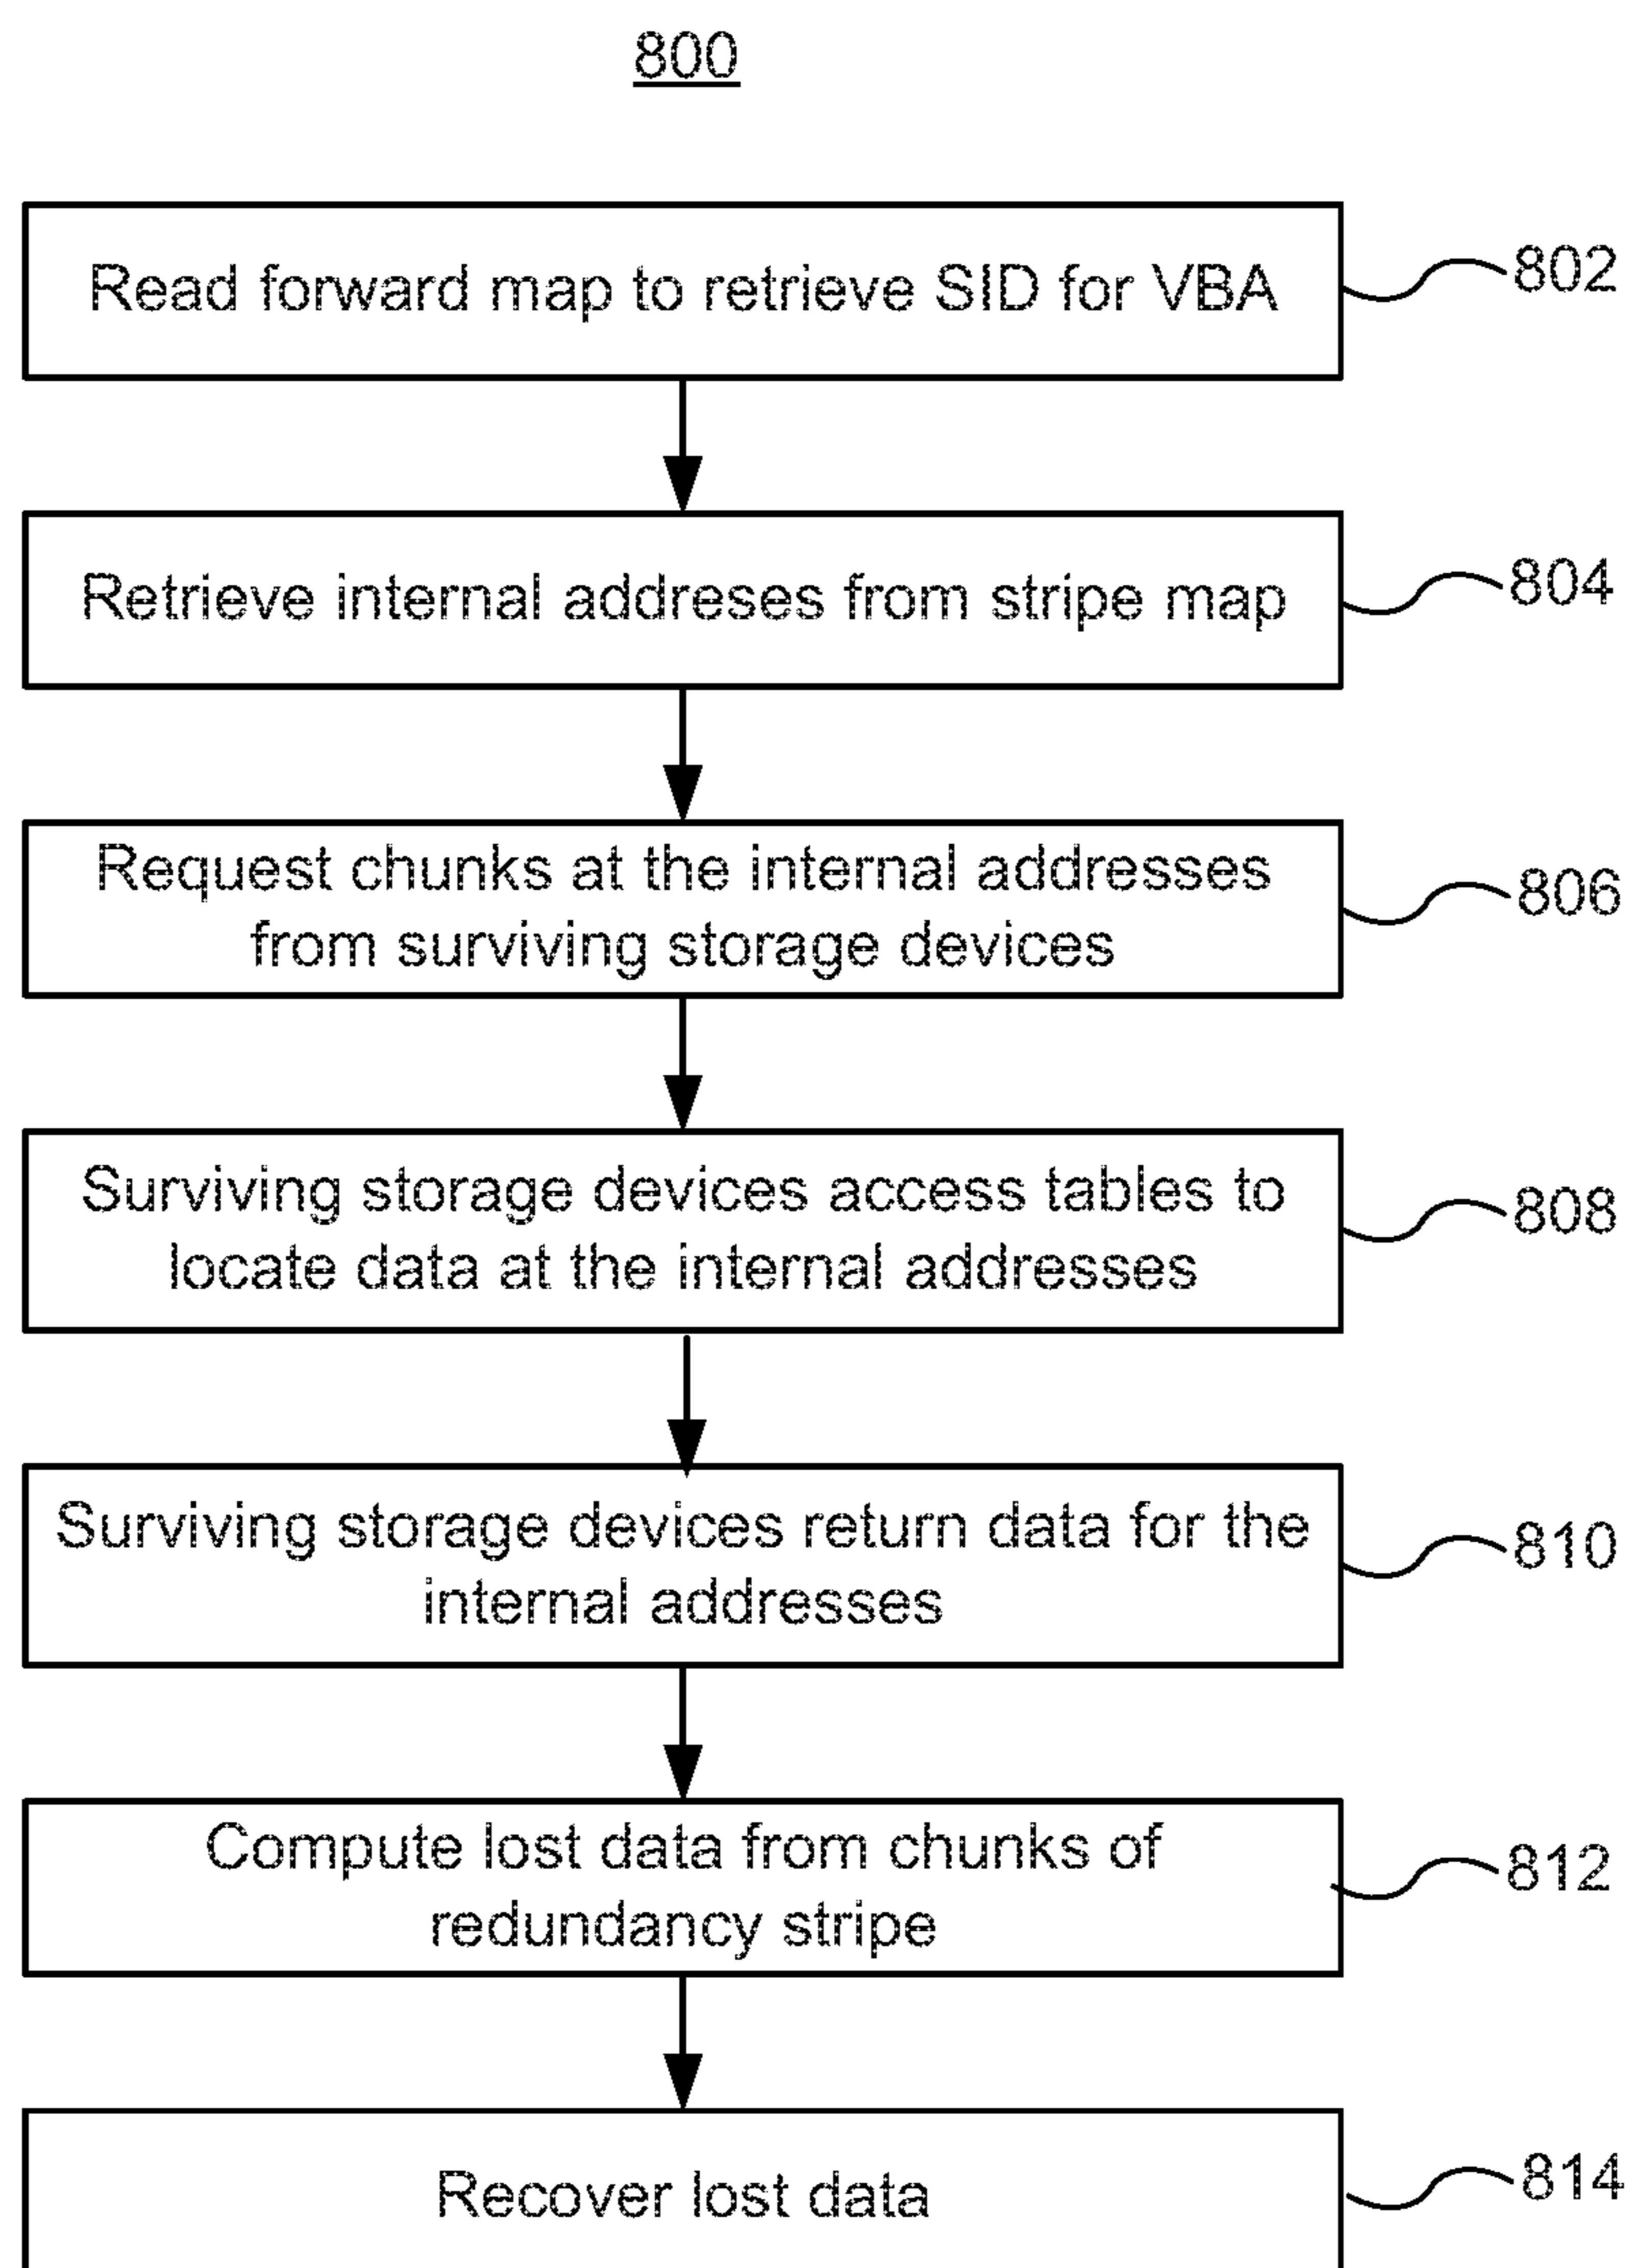 800
Read forward map to retrieve SID for VBA
802
Retrieve internal addreses from stripe map
804
Request chunks at the internal addresses
from surviving storage devices
806
Surviving storage devices access tables to
locate data at the internal addresses
808
Surviving storage devices return data for the
internal addresses
810
Compute lost data from chunks of
redundancy stripe
812
Recover lost data
814